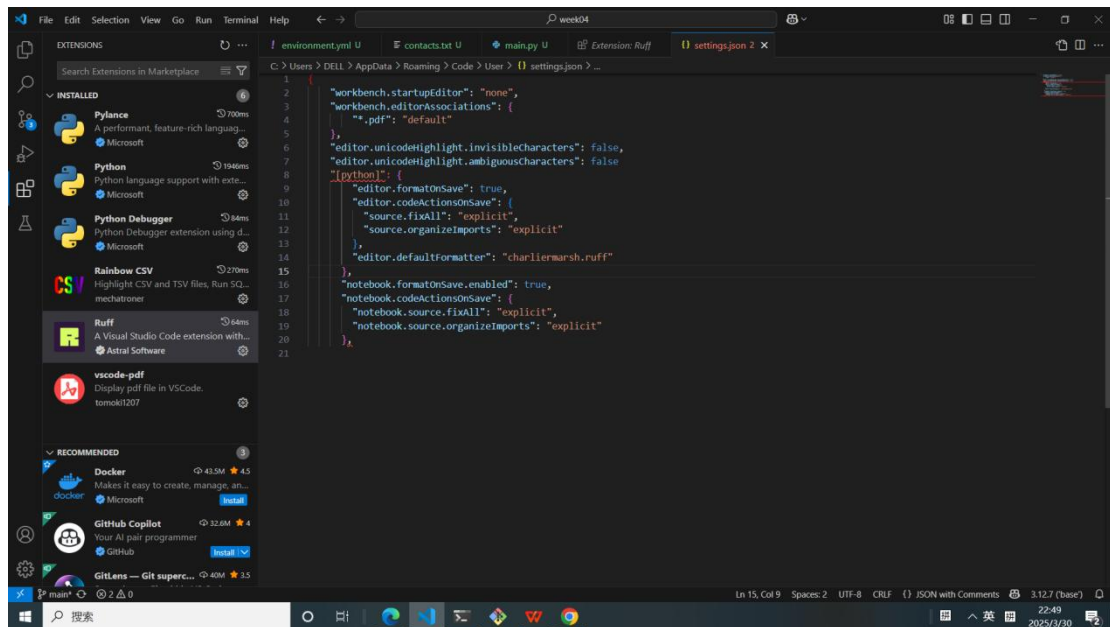 File Edit Selection View Go Run Terminal Help
week04
EXTENSIONS
Search Extensions in Marketplace
INSTALLED
6
Pylance
700ms
A performant, feature-rich languag...
Microsoft
Python
1946ms
Python language support with exte...
Microsoft
Python Debugger
84ms
Python Debugger extension using d...
Microsoft
CSV
Rainbow CSV
270ms
Highlight CSV and TSV files, Run SQ...
mechatroner
Ruff
64ms
A Visual Studio Code extension with...
Astral Software
vscode-pdf
Display pdf file in VSCode.
tomoki1207
RECOMMENDED
3
docker
Docker
43.5M 4.5
Makes it easy to create, manage, an...
Microsoft
Install
GitHub Copilot
32.6M 4
Your AI pair programmer
GitHub
Install
GitLens — Git superc...
40M 3.5
! environment.yml U
contacts.txt U
main.py U
Extension: Ruff
{} settings.json 2
C: > Users > DELL > AppData > Roaming > Code > User > {} settings.json > ...
1 {
2 "workbench.startupEditor": "none",
3 "workbench.editorAssociations": {
4 "*.pdf": "default"
5 },
6 "editor.unicodeHighlight.invisibleCharacters": false,
7 "editor.unicodeHighlight.ambiguousCharacters": false
8 "[python]": {
9 "editor.formatOnSave": true,
10 "editor.codeActionsOnSave": {
11 "source.fixAll": "explicit",
12 "source.organizeImports": "explicit"
13 },
14 "editor.defaultFormatter": "charliermarsh.ruff"
15 },
16 "notebook.formatOnSave.enabled": true,
17 "notebook.codeActionsOnSave": {
18 "notebook.source.fixAll": "explicit",
19 "notebook.source.organizeImports": "explicit"
20 },
21
main*
2 0
Ln 15, Col 9 Spaces: 2 UTF-8 CRLF {} JSON with Comments 3.12.7 ('base')
搜索
英
22:49
2025/3/30
2